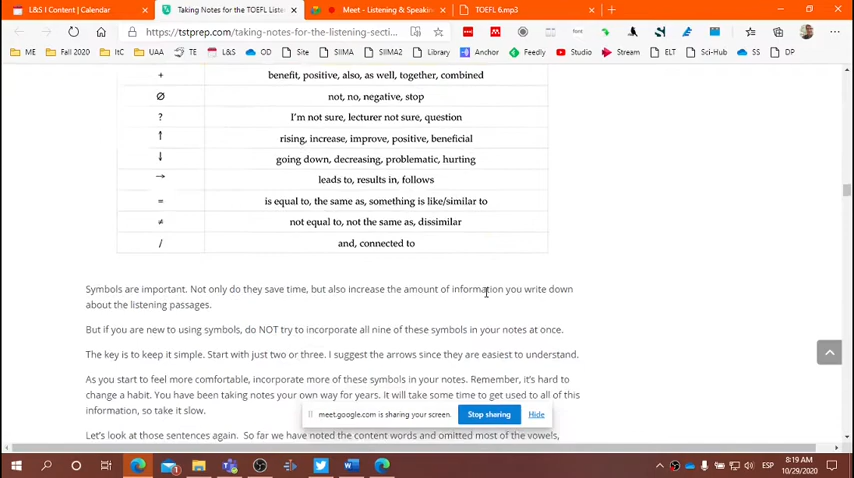 L&S I Content | Calendar
Taking Notes for the TOEFL Liste
Meet - Listening & Speakin
TOEFL 6.mp3
https://tstprep.com/taking-notes-for-the-listening-secti...
ME Fall 2020 ItC UAA TE L&S OD Site SIIMA SIIMA2 Library Anchor Feedly Studio Stream ELT Sci-Hub SS DP
+ benefit, positive, also, as well, together, combined
Ø not, no, negative, stop
? I'm not sure, lecturer not sure, question
↑ rising, increase, improve, positive, beneficial
↓ going down, decreasing, problematic, hurting
→ leads to, results in, follows
= is equal to, the same as, something is like/similar to
≠ not equal to, not the same as, dissimilar
/ and, connected to
Symbols are important. Not only do they save time, but also increase the amount of information you write down
about the listening passages.
But if you are new to using symbols, do NOT try to incorporate all nine of these symbols in your notes at once.
The key is to keep it simple. Start with just two or three. I suggest the arrows since they are easiest to understand.
As you start to feel more comfortable, incorporate more of these symbols in your notes. Remember, it's hard to
change a habit. You have been taking notes your own way for years. It will take some time to get used to all of this
information, so take it slow.
meet.google.com is sharing your screen. Stop sharing Hide
Let's look at those sentences again. So far we have noted the content words and omitted most of the vowels,
ESP
8:19 AM
10/29/2020